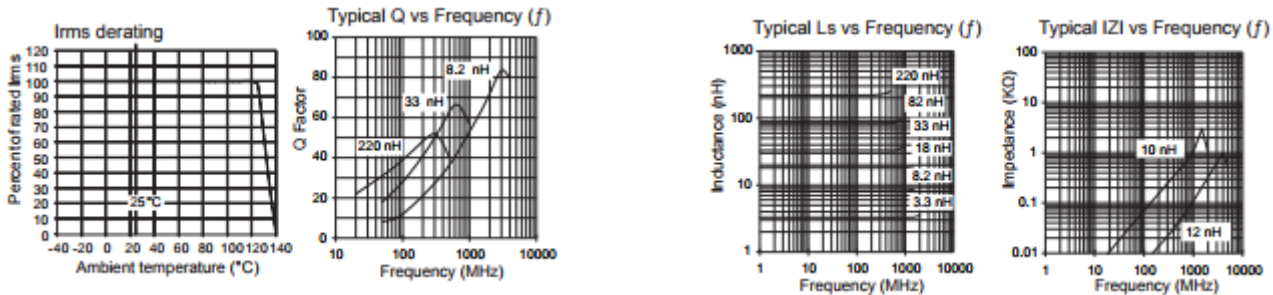 Irms derating
Percent of rated Irms
120
110
100
90
80
70
60
50
40
30
20
10
0
25°C
-40 -20 0 20 40 60 80 100 120 140
Ambient temperature (°C)
Typical Q vs Frequency (ƒ)
Q Factor
100
80
60
40
20
0
8.2 nH
33 nH
220 nH
10 100 1000 10000
Frequency (MHz)
Typical Ls vs Frequency (ƒ)
Inductance (nH)
1000
100
10
1
220 nH
82 nH
33 nH
18 nH
8.2 nH
3.3 nH
1 10 100 1000 10000
Frequency (MHz)
Typical IZI vs Frequency (ƒ)
Impedance (KΩ)
100
10
1
0.1
0.01
10 nH
12 nH
1 10 100 1000 10000
Frequency (MHz)